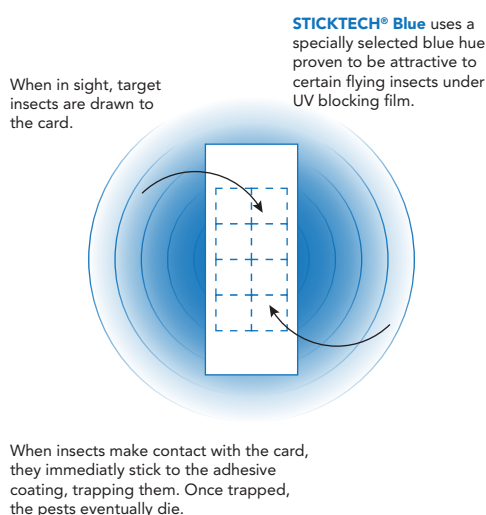 STICKTECH® Blue uses a
specially selected blue hue
proven to be attractive to
certain flying insects under
UV blocking film.
When in sight, target
insects are drawn to
the card.
When insects make contact with the card,
they immediatly stick to the adhesive
coating, trapping them. Once trapped,
the pests eventually die.